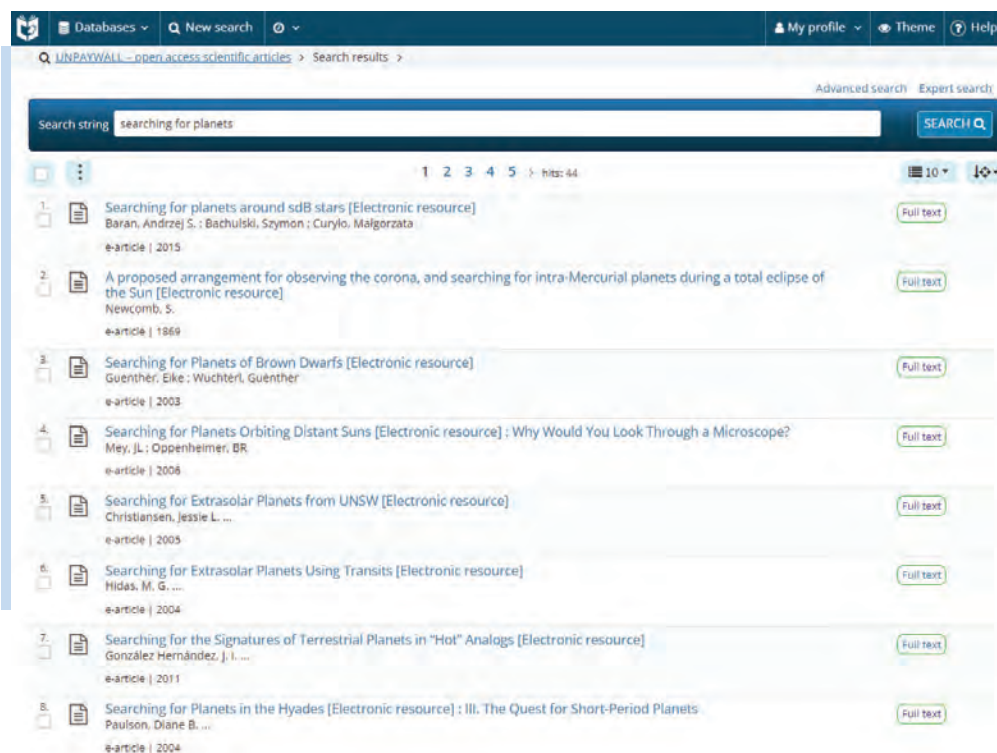 Databases New search My profile Theme Help
UNPAYWALL – open access scientific articles > Search results >
Advanced search Expert search
Search string searching for planets SEARCH
1 2 3 4 5 > hits: 44 10
1. Searching for planets around sdB stars [Electronic resource] Full text
Baran, Andrzej S. ; Bachulski, Szymon ; Curyło, Małgorzata
e-article | 2015
2. A proposed arrangement for observing the corona, and searching for intra-Mercurial planets during a total eclipse of Full text
the Sun [Electronic resource]
Newcomb, S.
e-article | 1869
3. Searching for Planets of Brown Dwarfs [Electronic resource] Full text
Guenther, Eike ; Wuchterl, Guenther
e-article | 2003
4. Searching for Planets Orbiting Distant Suns [Electronic resource] : Why Would You Look Through a Microscope? Full text
Mey, JL ; Oppenheimer, BR
e-article | 2006
5. Searching for Extrasolar Planets from UNSW [Electronic resource] Full text
Christiansen, Jessie L. ...
e-article | 2005
6. Searching for Extrasolar Planets Using Transits [Electronic resource] Full text
Hidas, M. G. ...
e-article | 2004
7. Searching for the Signatures of Terrestrial Planets in "Hot" Analogs [Electronic resource] Full text
González Hernández, J. I. ...
e-article | 2011
8. Searching for Planets in the Hyades [Electronic resource] : III. The Quest for Short-Period Planets Full text
Paulson, Diane B. ...
e-article | 2004